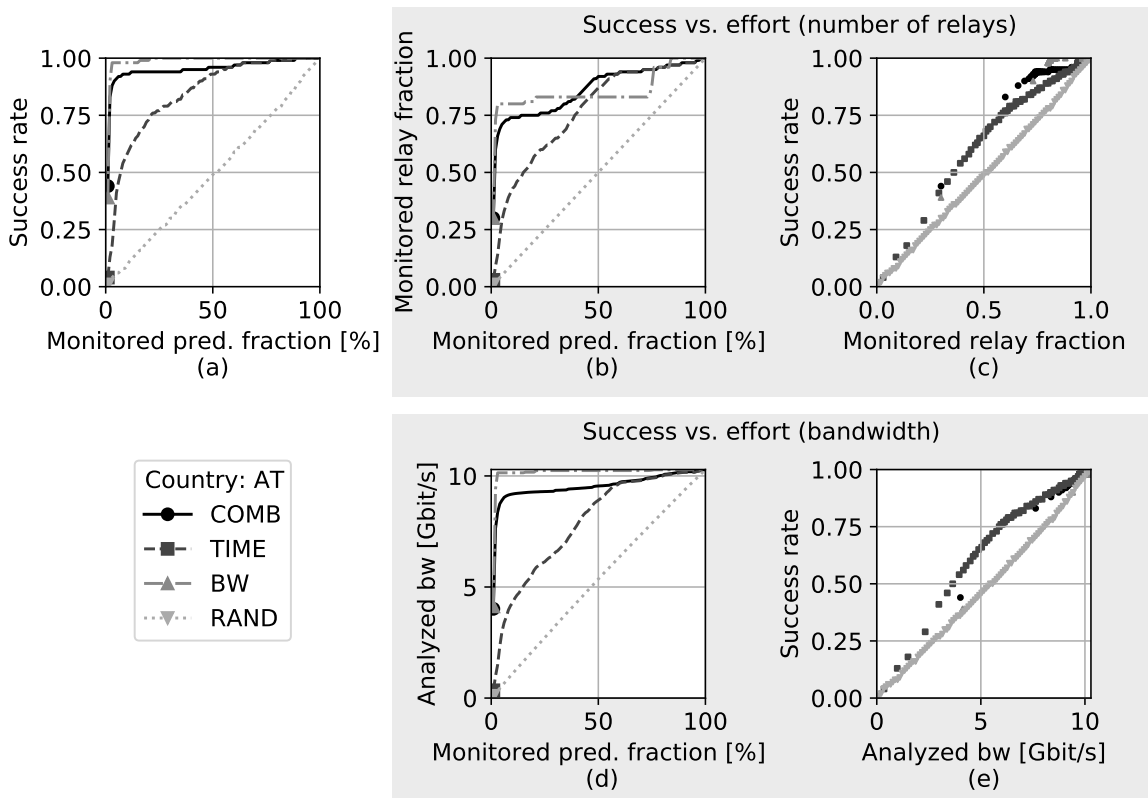 Success vs. effort (number of relays)
Success rate
1.00
0.75
0.50
0.25
0.00
0 50 100
Monitored pred. fraction [%]
(a)
Monitored relay fraction
1.00
0.75
0.50
0.25
0.00
0 50 100
Monitored pred. fraction [%]
(b)
Success rate
1.00
0.75
0.50
0.25
0.00
0.0 0.5 1.0
Monitored relay fraction
(c)
Country: AT
COMB
TIME
BW
RAND
Success vs. effort (bandwidth)
Analyzed bw [Gbit/s]
10
5
0
0 50 100
Monitored pred. fraction [%]
(d)
Success rate
1.00
0.75
0.50
0.25
0.00
0 5 10
Analyzed bw [Gbit/s]
(e)